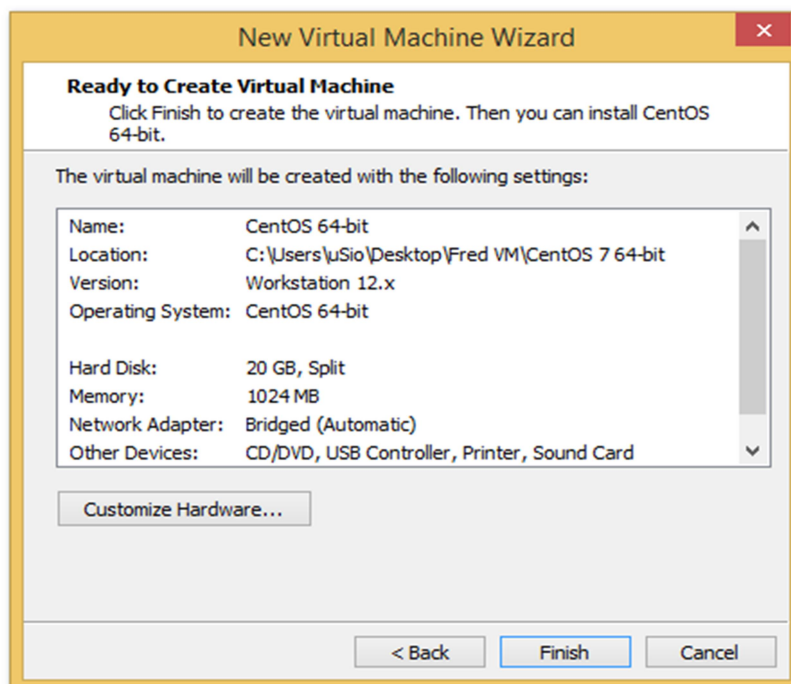 New Virtual Machine Wizard
Ready to Create Virtual Machine
Click Finish to create the virtual machine. Then you can install CentOS
64-bit.
The virtual machine will be created with the following settings:
Name: CentOS 64-bit
Location: C:\Users\µSio\Desktop\Fred VM\CentOS 7 64-bit
Version: Workstation 12.x
Operating System: CentOS 64-bit
Hard Disk: 20 GB, Split
Memory: 1024 MB
Network Adapter: Bridged (Automatic)
Other Devices: CD/DVD, USB Controller, Printer, Sound Card
Customize Hardware...
< Back Finish Cancel